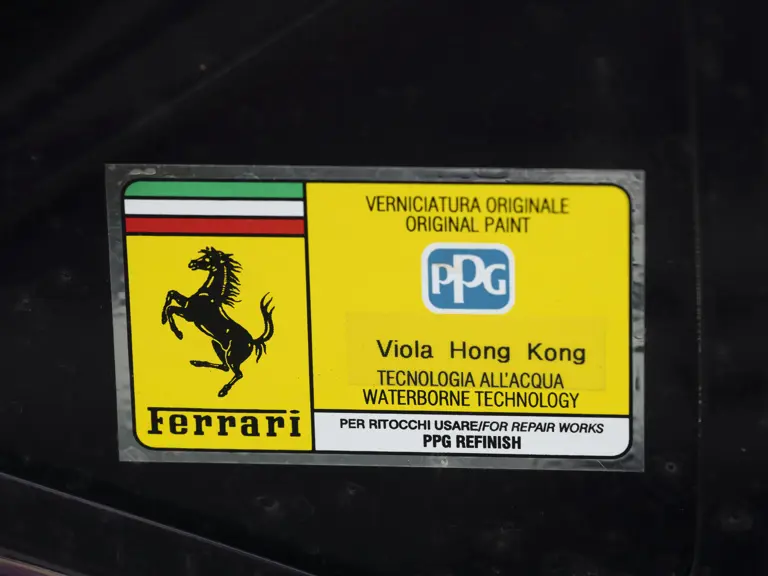 Ferrari
VERNICIATURA ORIGINALE
ORIGINAL PAINT
PPG
Viola Hong Kong
TECNOLOGIA ALL'ACQUA
WATERBORNE TECHNOLOGY
PER RITOCCHI USARE/FOR REPAIR WORKS
PPG REFINISH